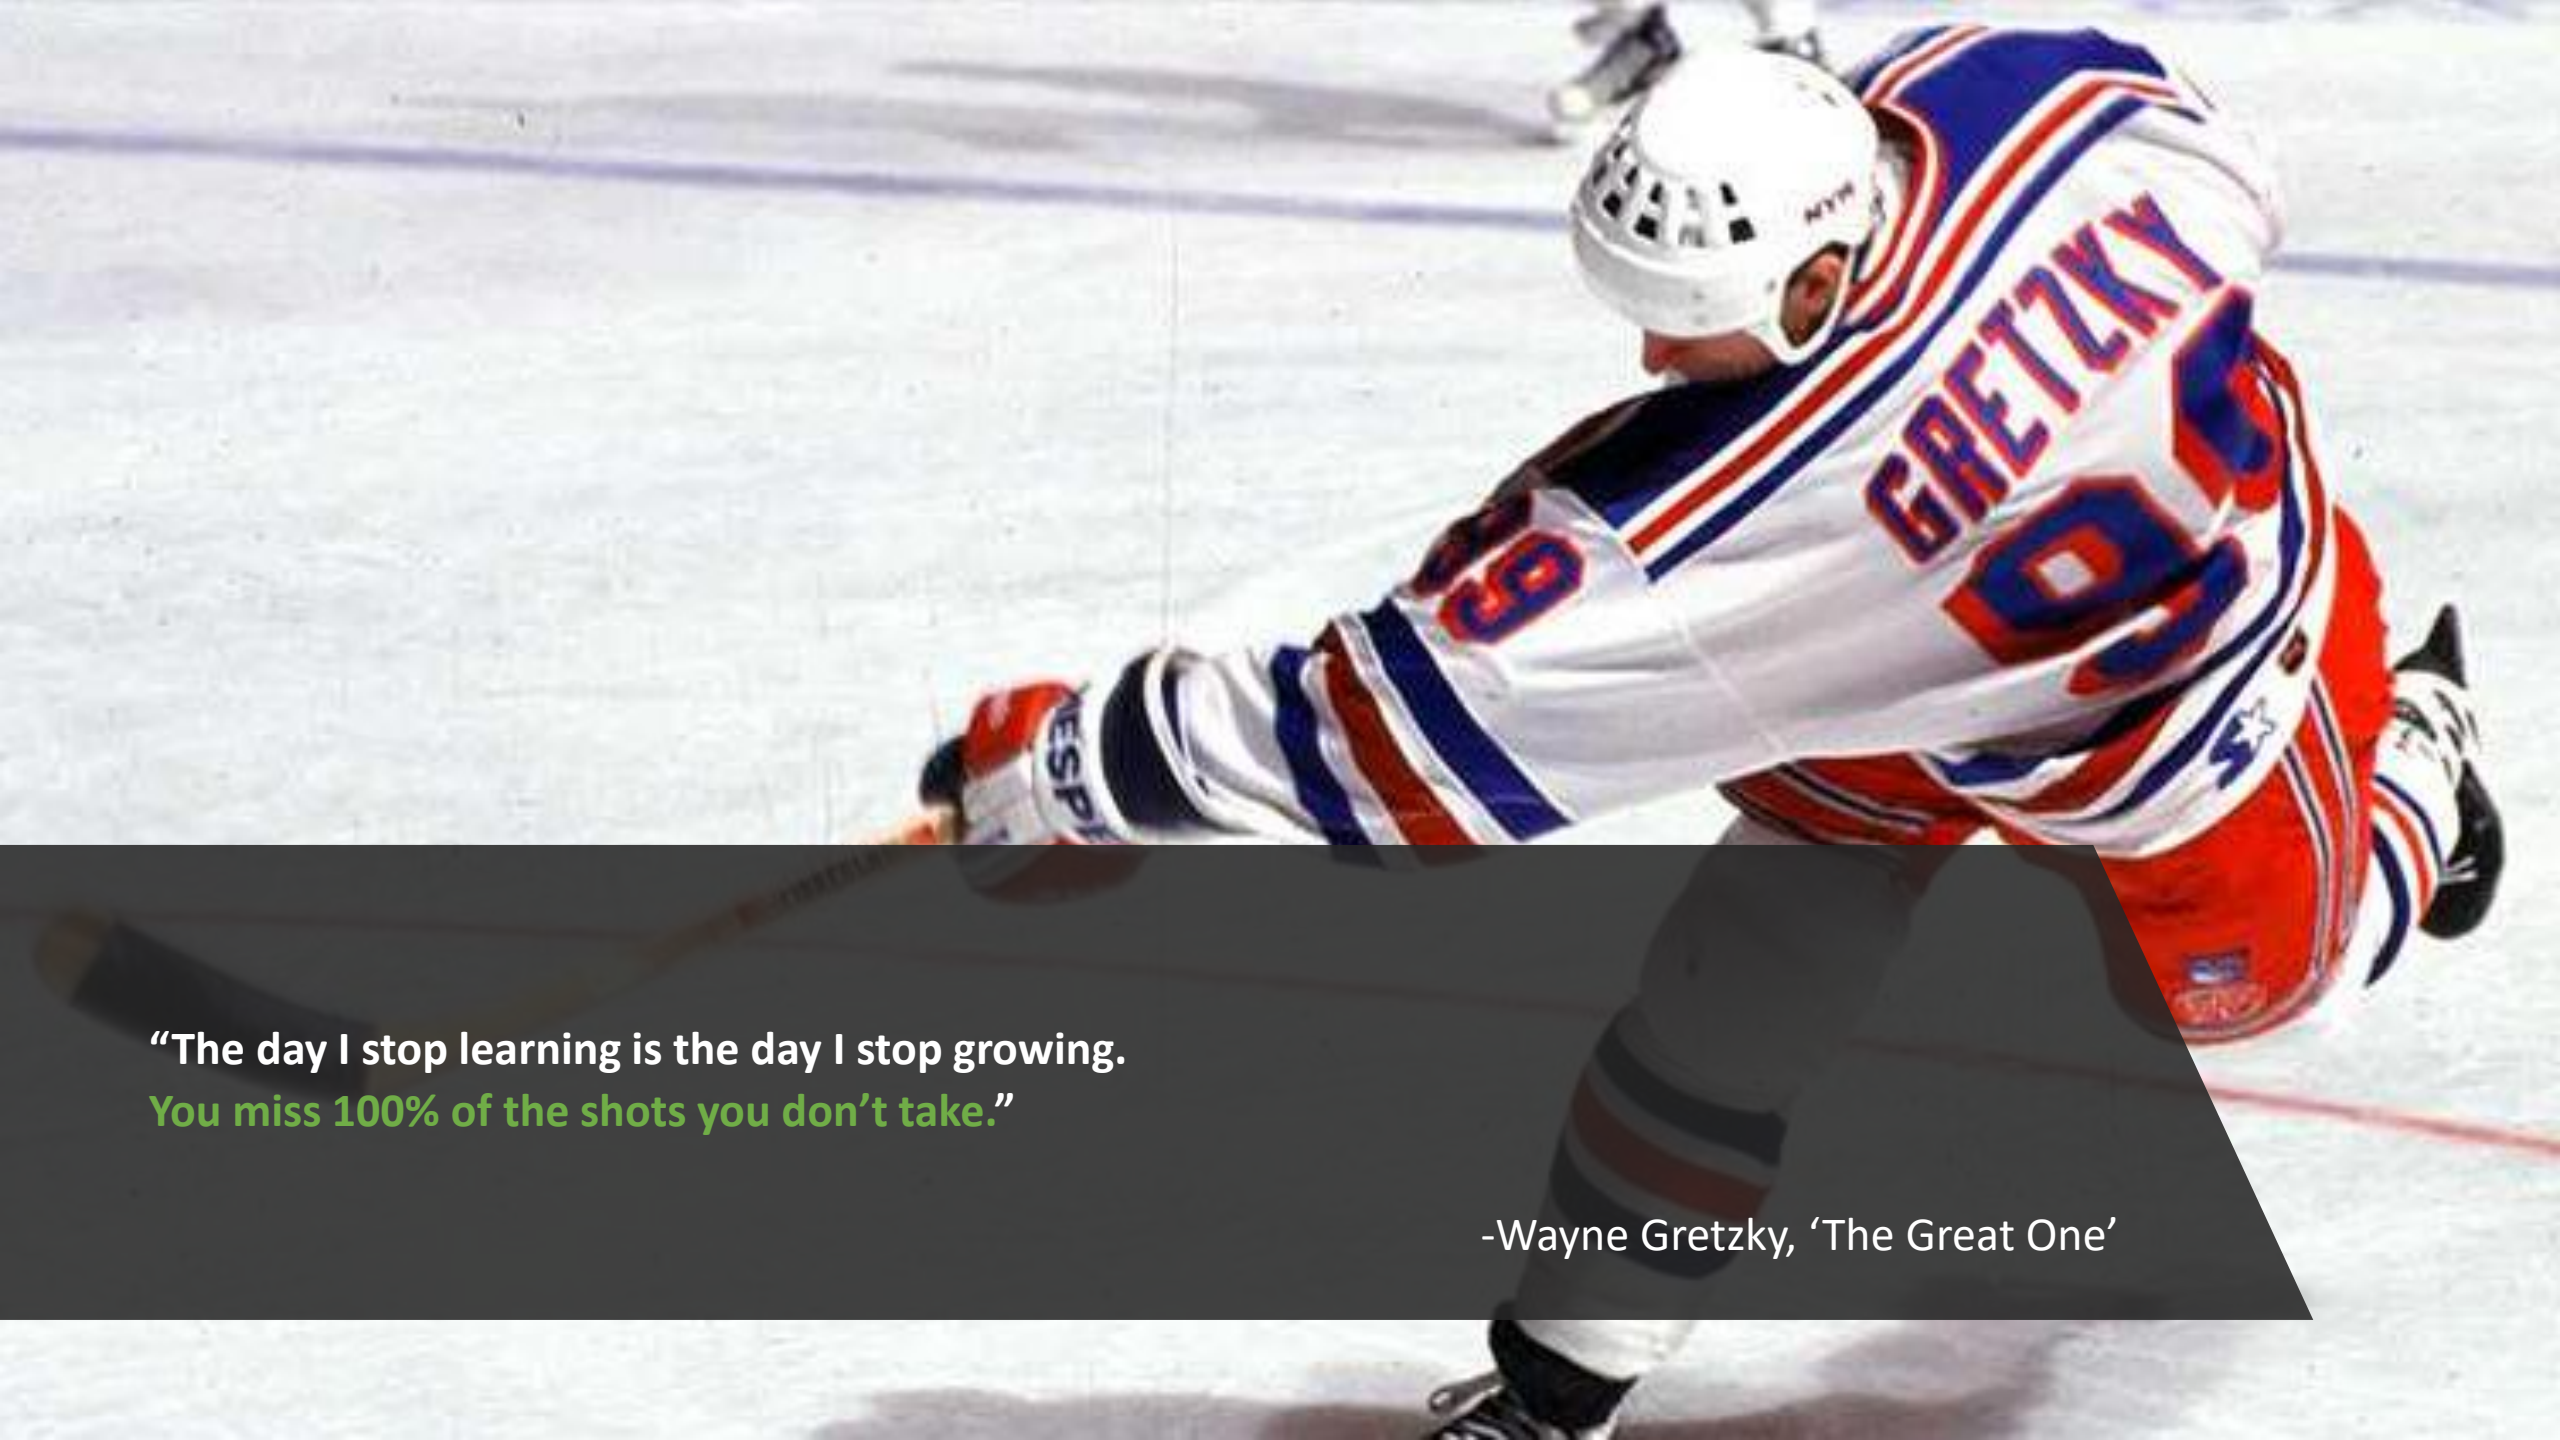 NYR
GRETZKY
99
99
JESP
“The day I stop learning is the day I stop growing.
You miss 100% of the shots you don’t take.”
-Wayne Gretzky, ‘The Great One’